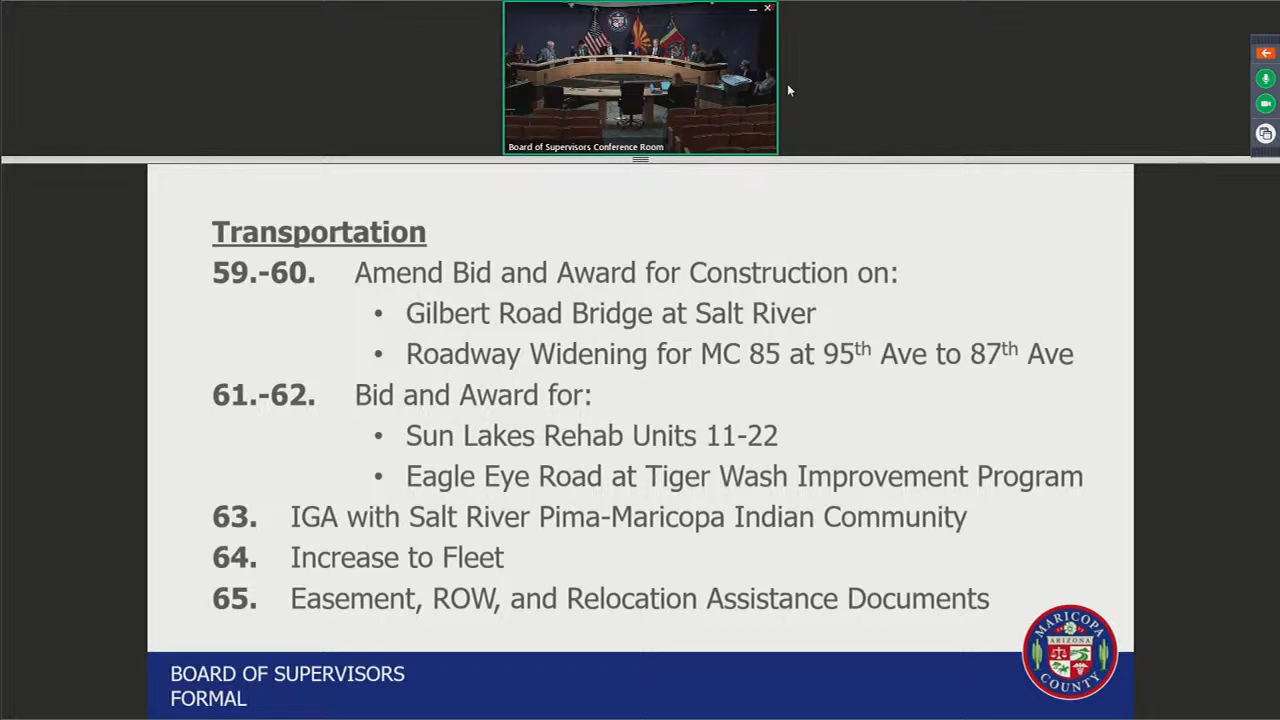 Board of Supervisors Conference Room
Transportation
59.-60. Amend Bid and Award for Construction on:
• Gilbert Road Bridge at Salt River
• Roadway Widening for MC 85 at 95th Ave to 87th Ave
61.-62. Bid and Award for:
• Sun Lakes Rehab Units 11-22
• Eagle Eye Road at Tiger Wash Improvement Program
63. IGA with Salt River Pima-Maricopa Indian Community
64. Increase to Fleet
65. Easement, ROW, and Relocation Assistance Documents
MARICOPA
ARIZONA
COUNTY
BOARD OF SUPERVISORS
FORMAL